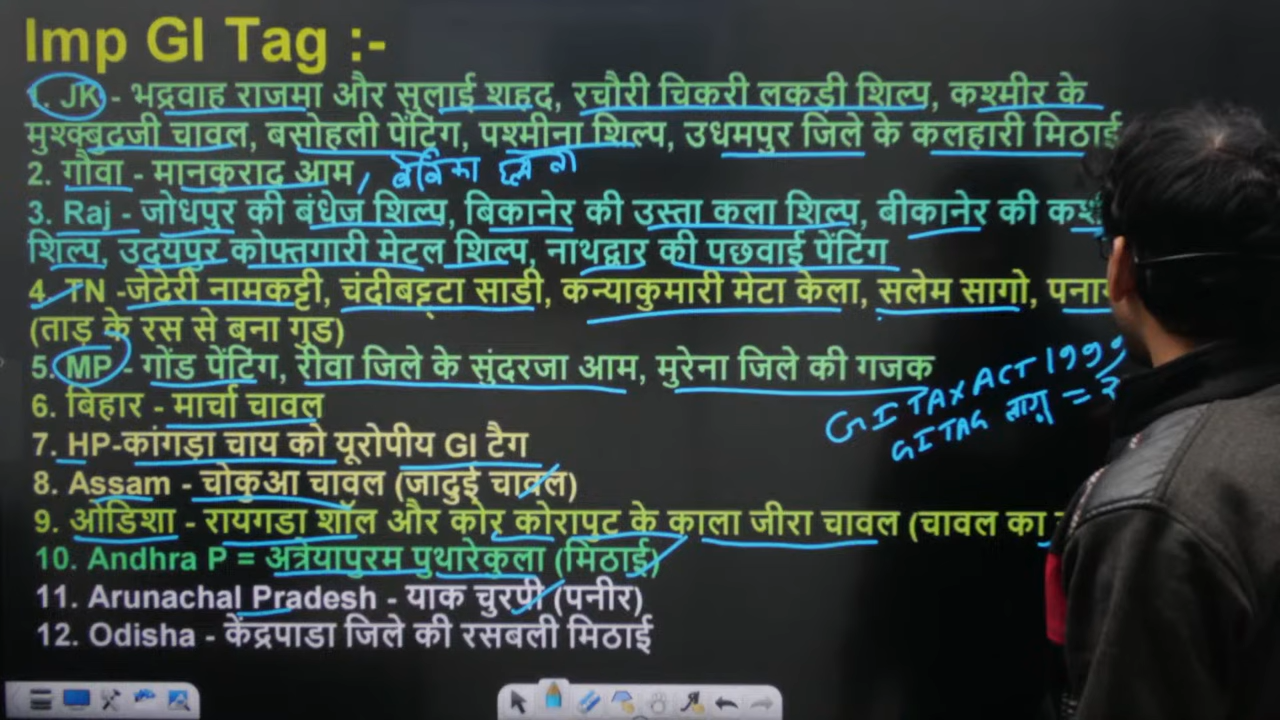 Imp GI Tag :-
1. JK - भद्रवाह राजमा और सुलाई शहद, रचौरी चिकरी लकड़ी शिल्प, कश्मीर के
मुश्कबुदजी चावल, बसोहली पेंटिंग, पश्मीना शिल्प, उधमपुर जिले के कलहारी मिठाई
2. गौवा - मानकुराद आम,
3. Raj - जोधपुर की बंधेज शिल्प, बिकानेर की उस्ता कला शिल्प, बीकानेर की
शिल्प, उदयपुर कोफ्तगारी मेटल शिल्प, नाथद्वार की पछवाई पेंटिंग
4. TN -जेदेरी नामकट्टी, चंदीबट्टटा साडी, कन्याकुमारी मेटा केला, सलेम सागो,
(ताड़ के रस से बना गुड)
5. MP - गोंड पेंटिंग, रीवा जिले के सुंदरजा आम, मुरेना जिले की गजक
GI TAX ACT 1999
GI TAG लागू =
6. बिहार - मार्चा चावल
7. HP-कांगड़ा चाय को यूरोपीय GI टैग
8. Assam - चोकुआ चावल (जादुई चावल)
9. ओडिशा - रायगडा शॉल और कोर कोरापुट के काला जीरा चावल (चावल का
10. Andhra P = अत्रेयापुरम पुथारेकुला (मिठाई)
11. Arunachal Pradesh - याक चुरपी (पनीर)
12. Odisha - केंद्रपाडा जिले की रसबली मिठाई